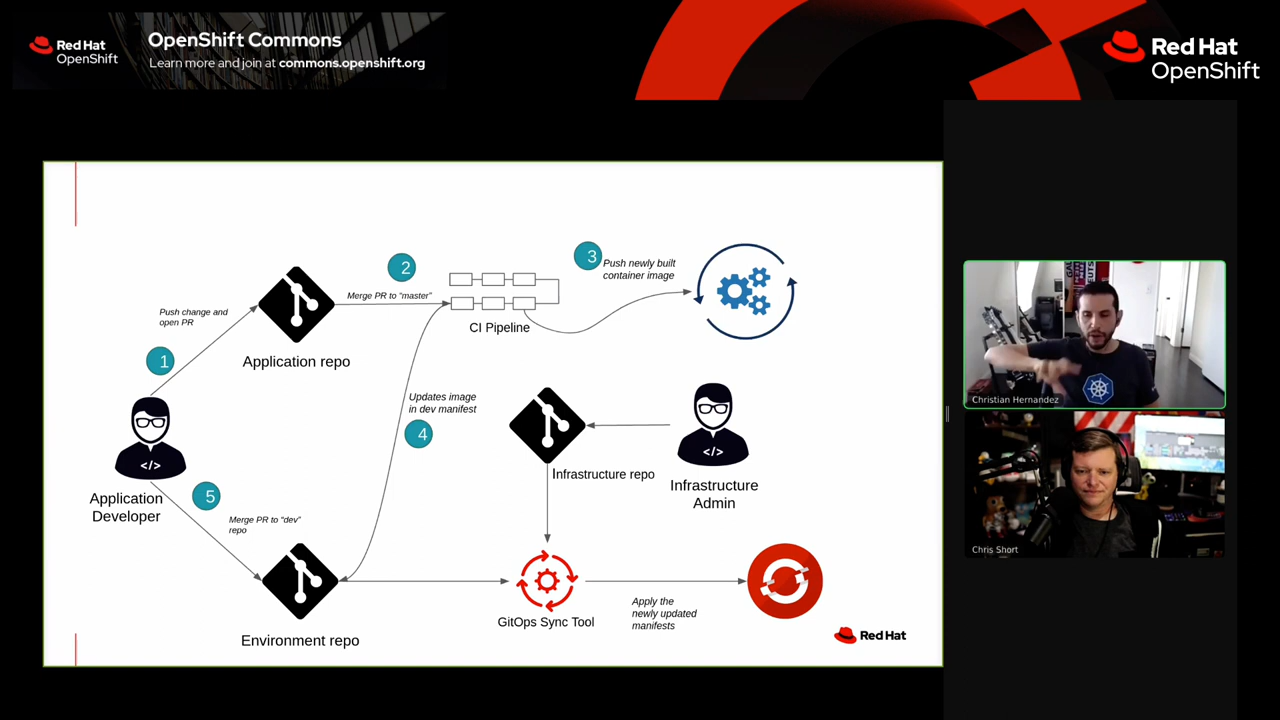 Red Hat
OpenShift
OpenShift Commons
Learn more and join at commons.openshift.org
Red Hat
OpenShift
1
Push change and
open PR
Application repo
2
Merge PR to “master”
CI Pipeline
3
Push newly built
container image
Updates image
in dev manifest
4
Application
Developer
</>
5
Merge PR to “dev”
repo
Environment repo
Infrastructure repo
</>
Infrastructure
Admin
GitOps Sync Tool
Apply the
newly updated
manifests
Red Hat
Christian Hernandez
Chris Short